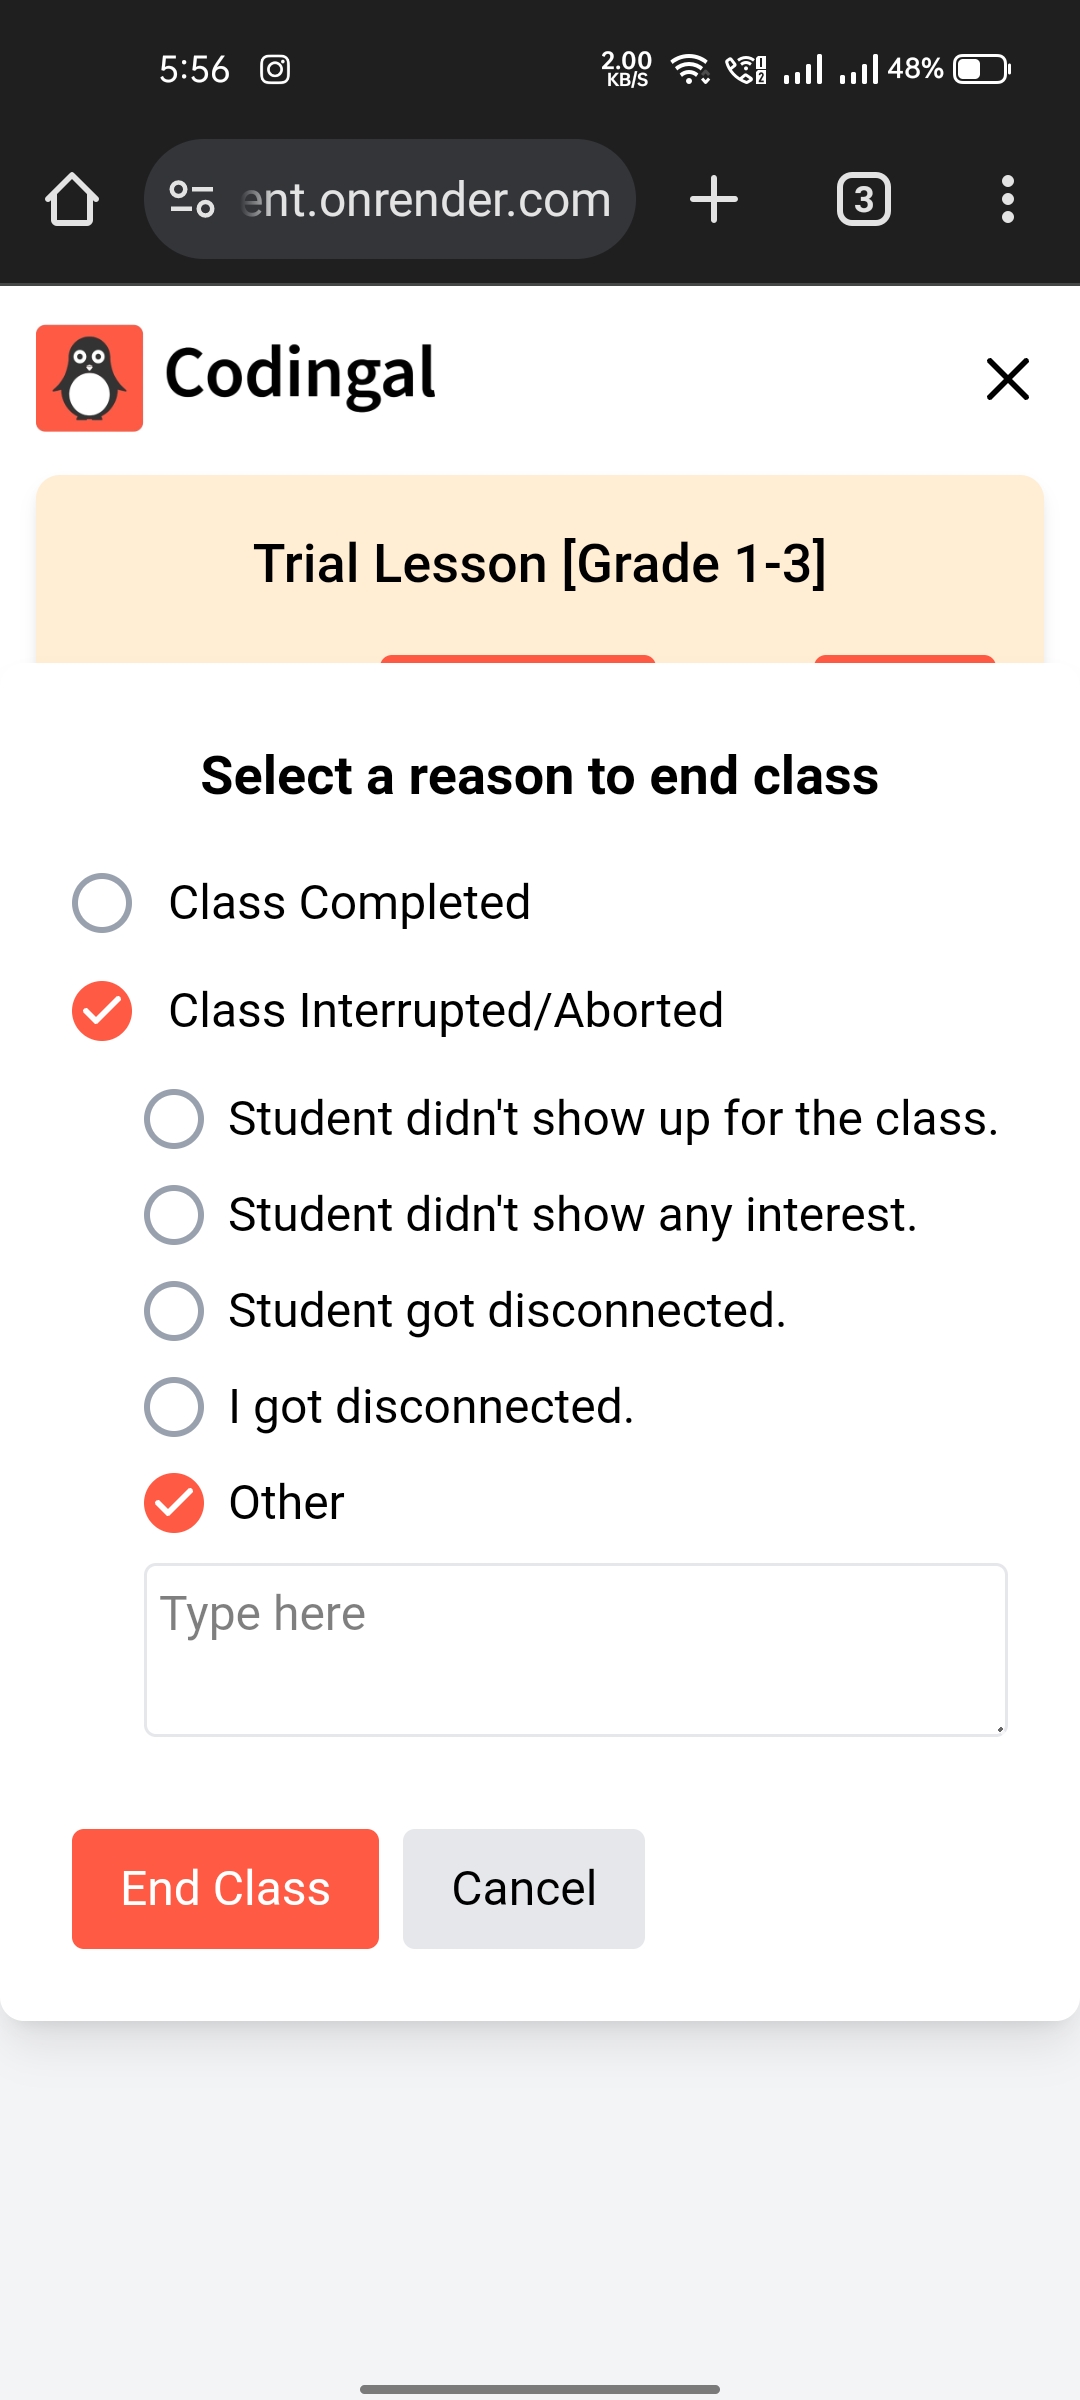 5:56 2.00 KB/S 1 2 48%
ent.onrender.com 3
Codingal
Trial Lesson [Grade 1-3]
Select a reason to end class
Class Completed
Class Interrupted/Aborted
Student didn't show up for the class.
Student didn't show any interest.
Student got disconnected.
I got disconnected.
Other
Type here
End Class Cancel